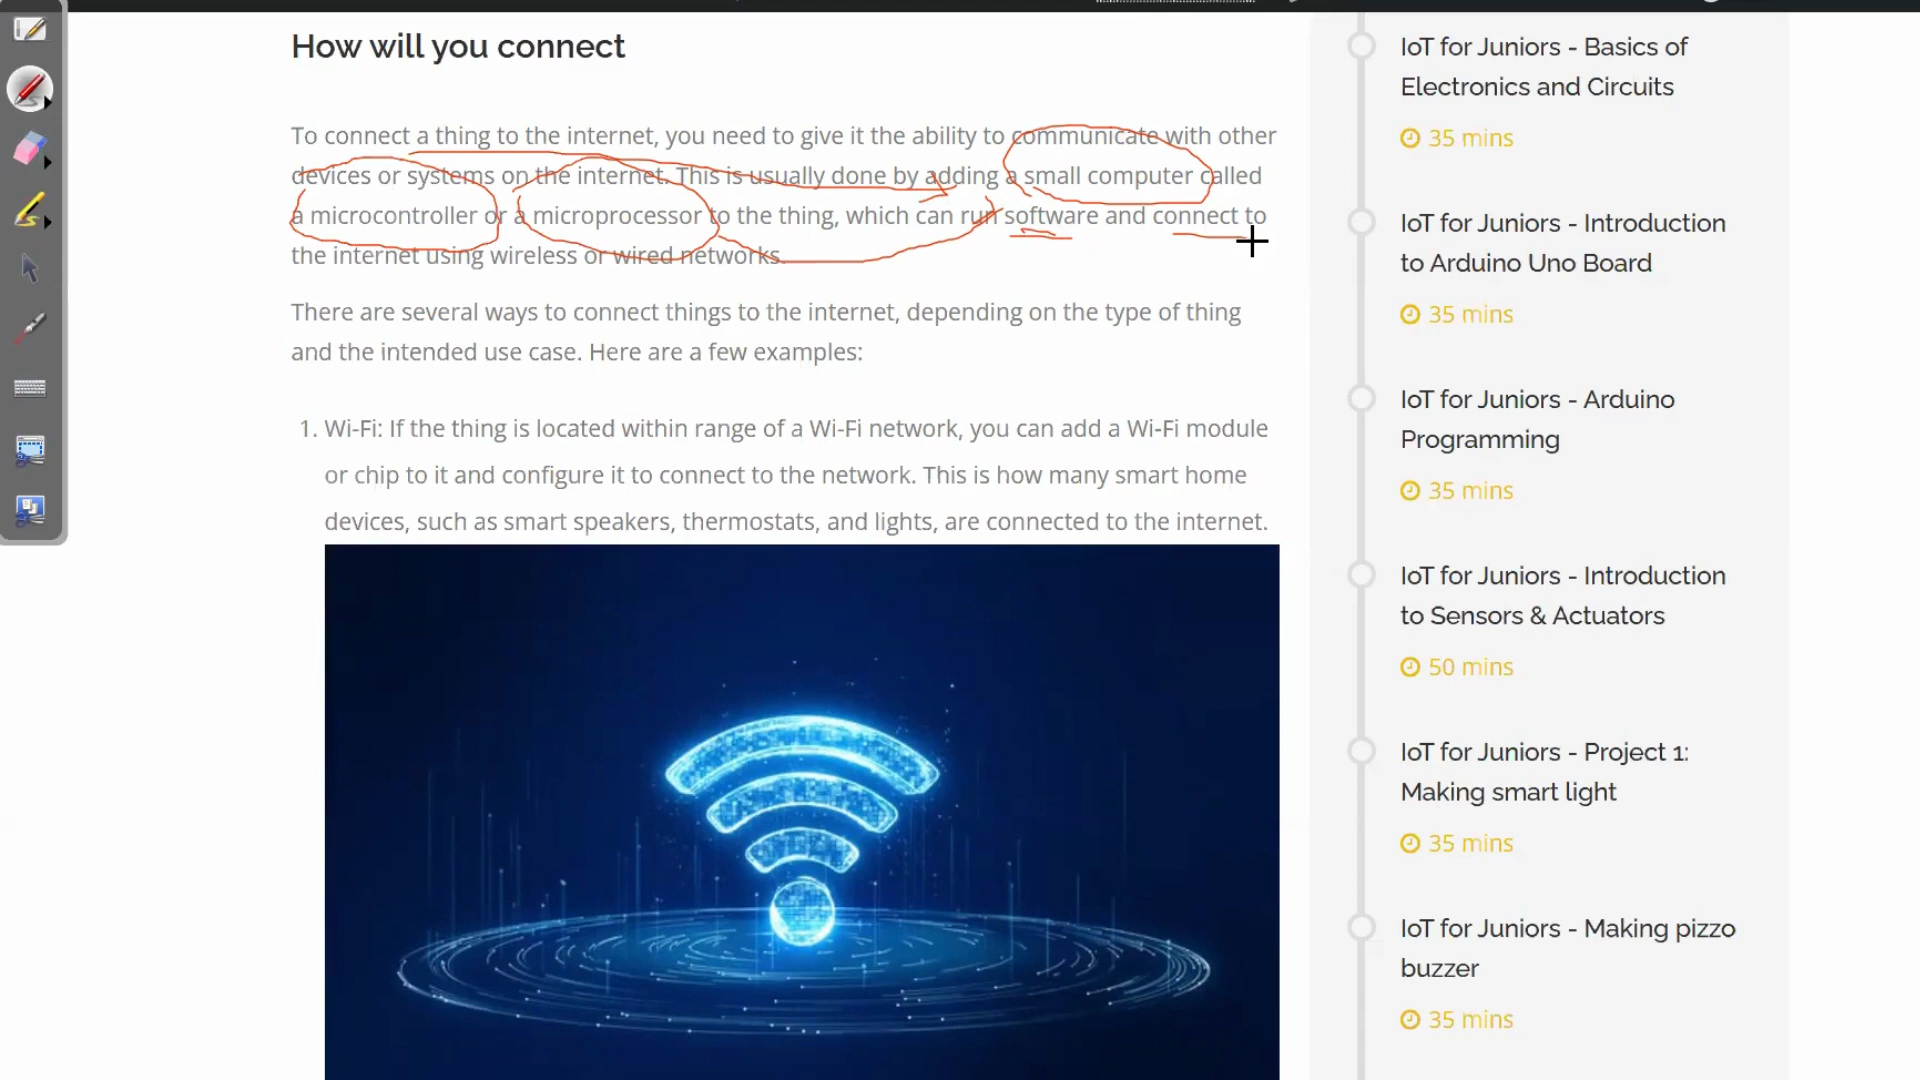 How will you connect
To connect a thing to the internet, you need to give it the ability to communicate with other
devices or systems on the internet. This is usually done by adding a small computer called
a microcontroller or a microprocessor to the thing, which can run software and connect to
the internet using wireless or wired networks.
There are several ways to connect things to the internet, depending on the type of thing
and the intended use case. Here are a few examples:
1. Wi-Fi: If the thing is located within range of a Wi-Fi network, you can add a Wi-Fi module
or chip to it and configure it to connect to the network. This is how many smart home
devices, such as smart speakers, thermostats, and lights, are connected to the internet.
IoT for Juniors - Basics of
Electronics and Circuits
35 mins
IoT for Juniors - Introduction
to Arduino Uno Board
35 mins
IoT for Juniors - Arduino
Programming
35 mins
IoT for Juniors - Introduction
to Sensors & Actuators
50 mins
IoT for Juniors - Project 1:
Making smart light
35 mins
IoT for Juniors - Making pizzo
buzzer
35 mins